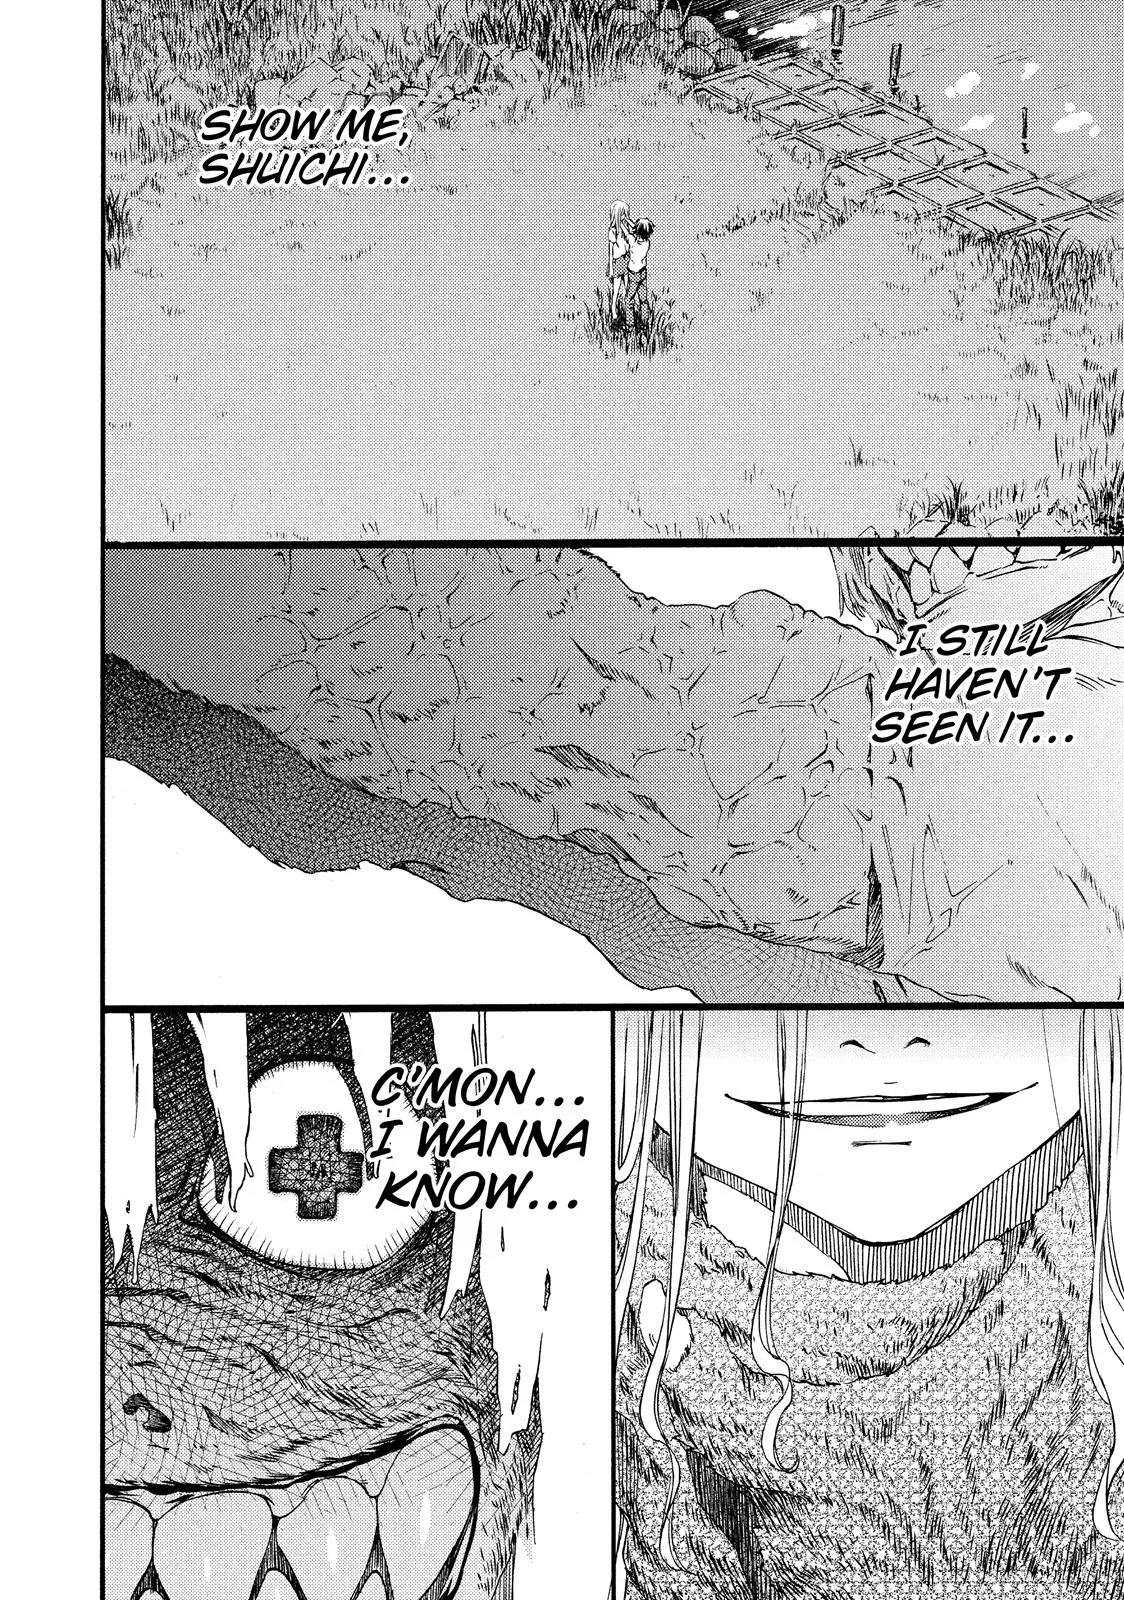 SHOW ME,
SHUICHI...
I STILL
HAVEN'T
SEEN IT...
C'MON...
I WANNA
KNOW...